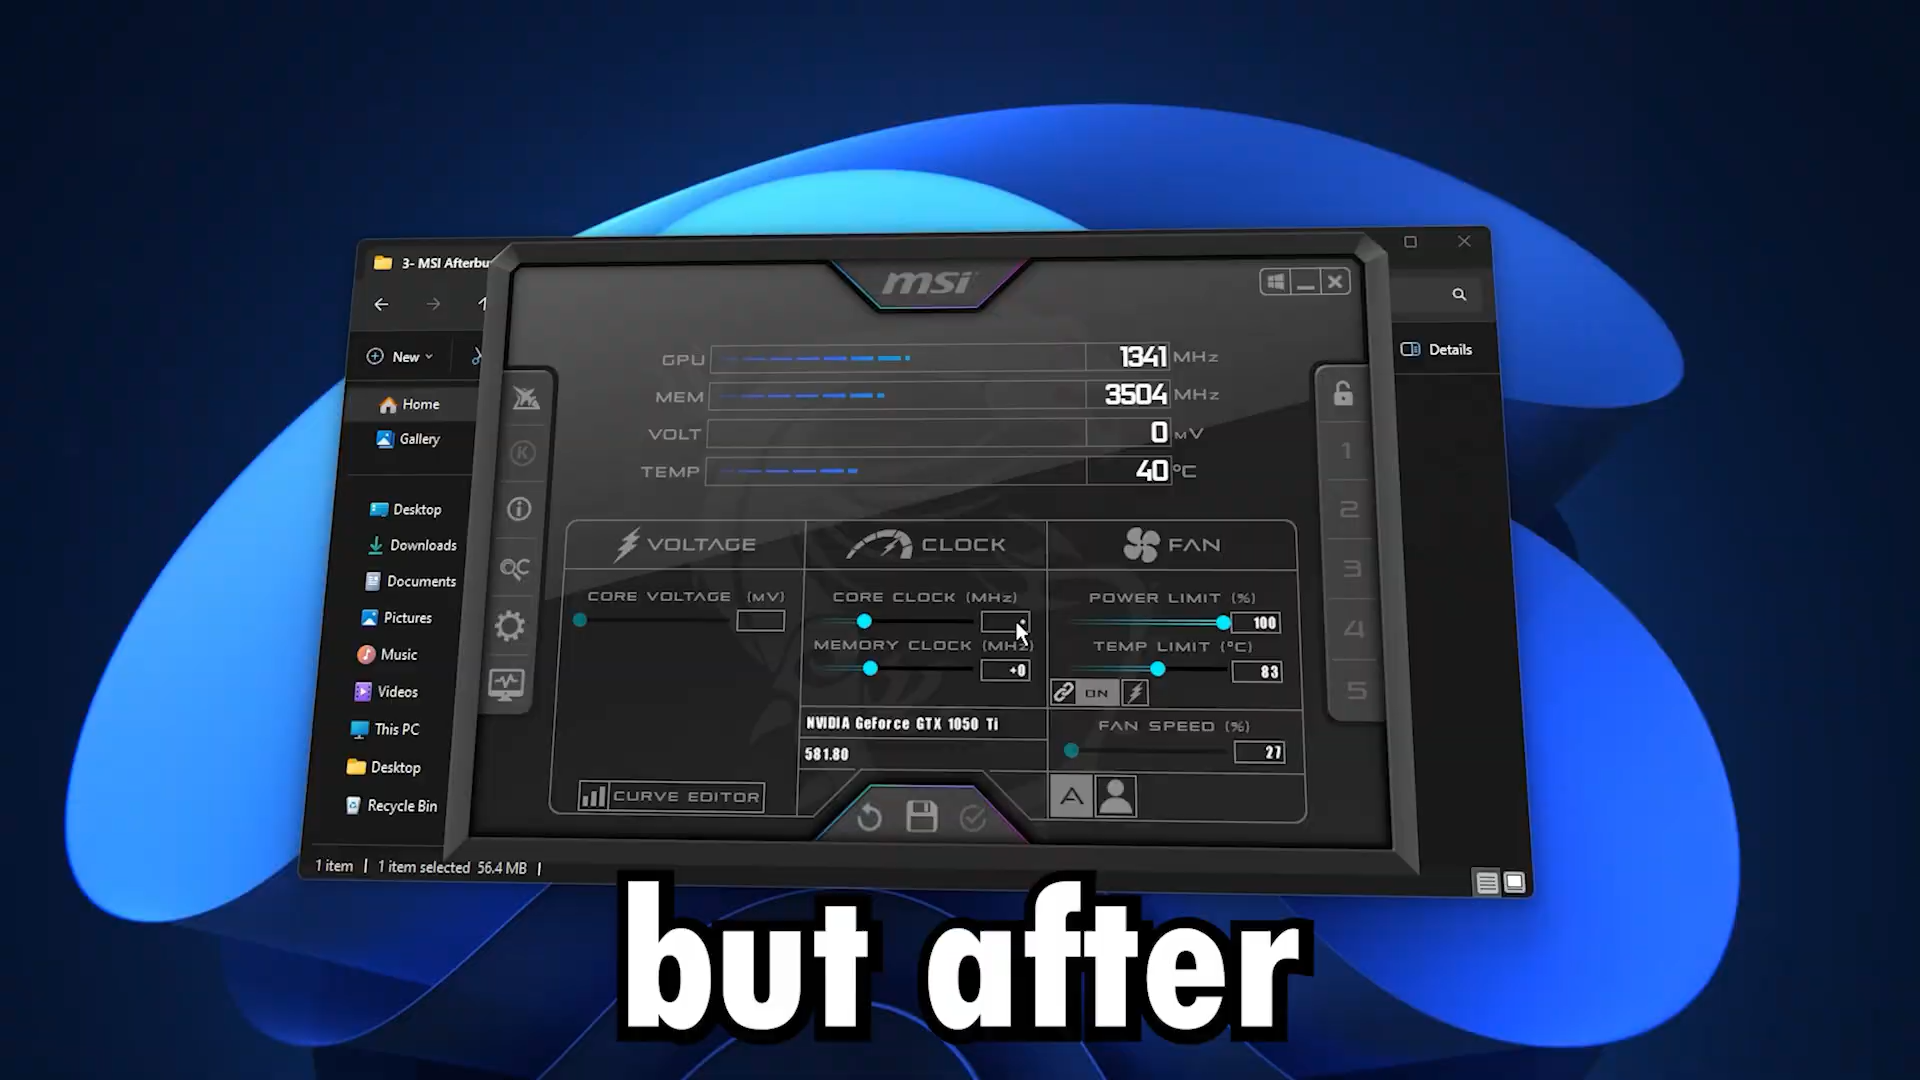 3- MSI Afterbu
msi
New
Details
GPU 1341 MHz
MEM 3504 MHz
VOLT 0 mV
TEMP 40 °C
Home
Gallery
Desktop
Downloads
Documents
Pictures
Music
Videos
This PC
Desktop
Recycle Bin
K
i
OC
VOLTAGE
CORE VOLTAGE (MV)
CURVE EDITOR
CLOCK
CORE CLOCK (MHz)
MEMORY CLOCK (MHz)
+0
NVIDIA GeForce GTX 1050 Ti
581.80
FAN
POWER LIMIT (%)
100
TEMP LIMIT (°C)
83
ON
FAN SPEED (%)
27
A
1
2
3
4
5
1 item | 1 item selected 56.4 MB |
but after